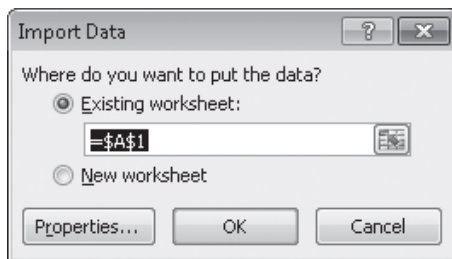 Import Data
?
Where do you want to put the data?
Existing worksheet:
=$A$1
New worksheet
Properties... OK Cancel